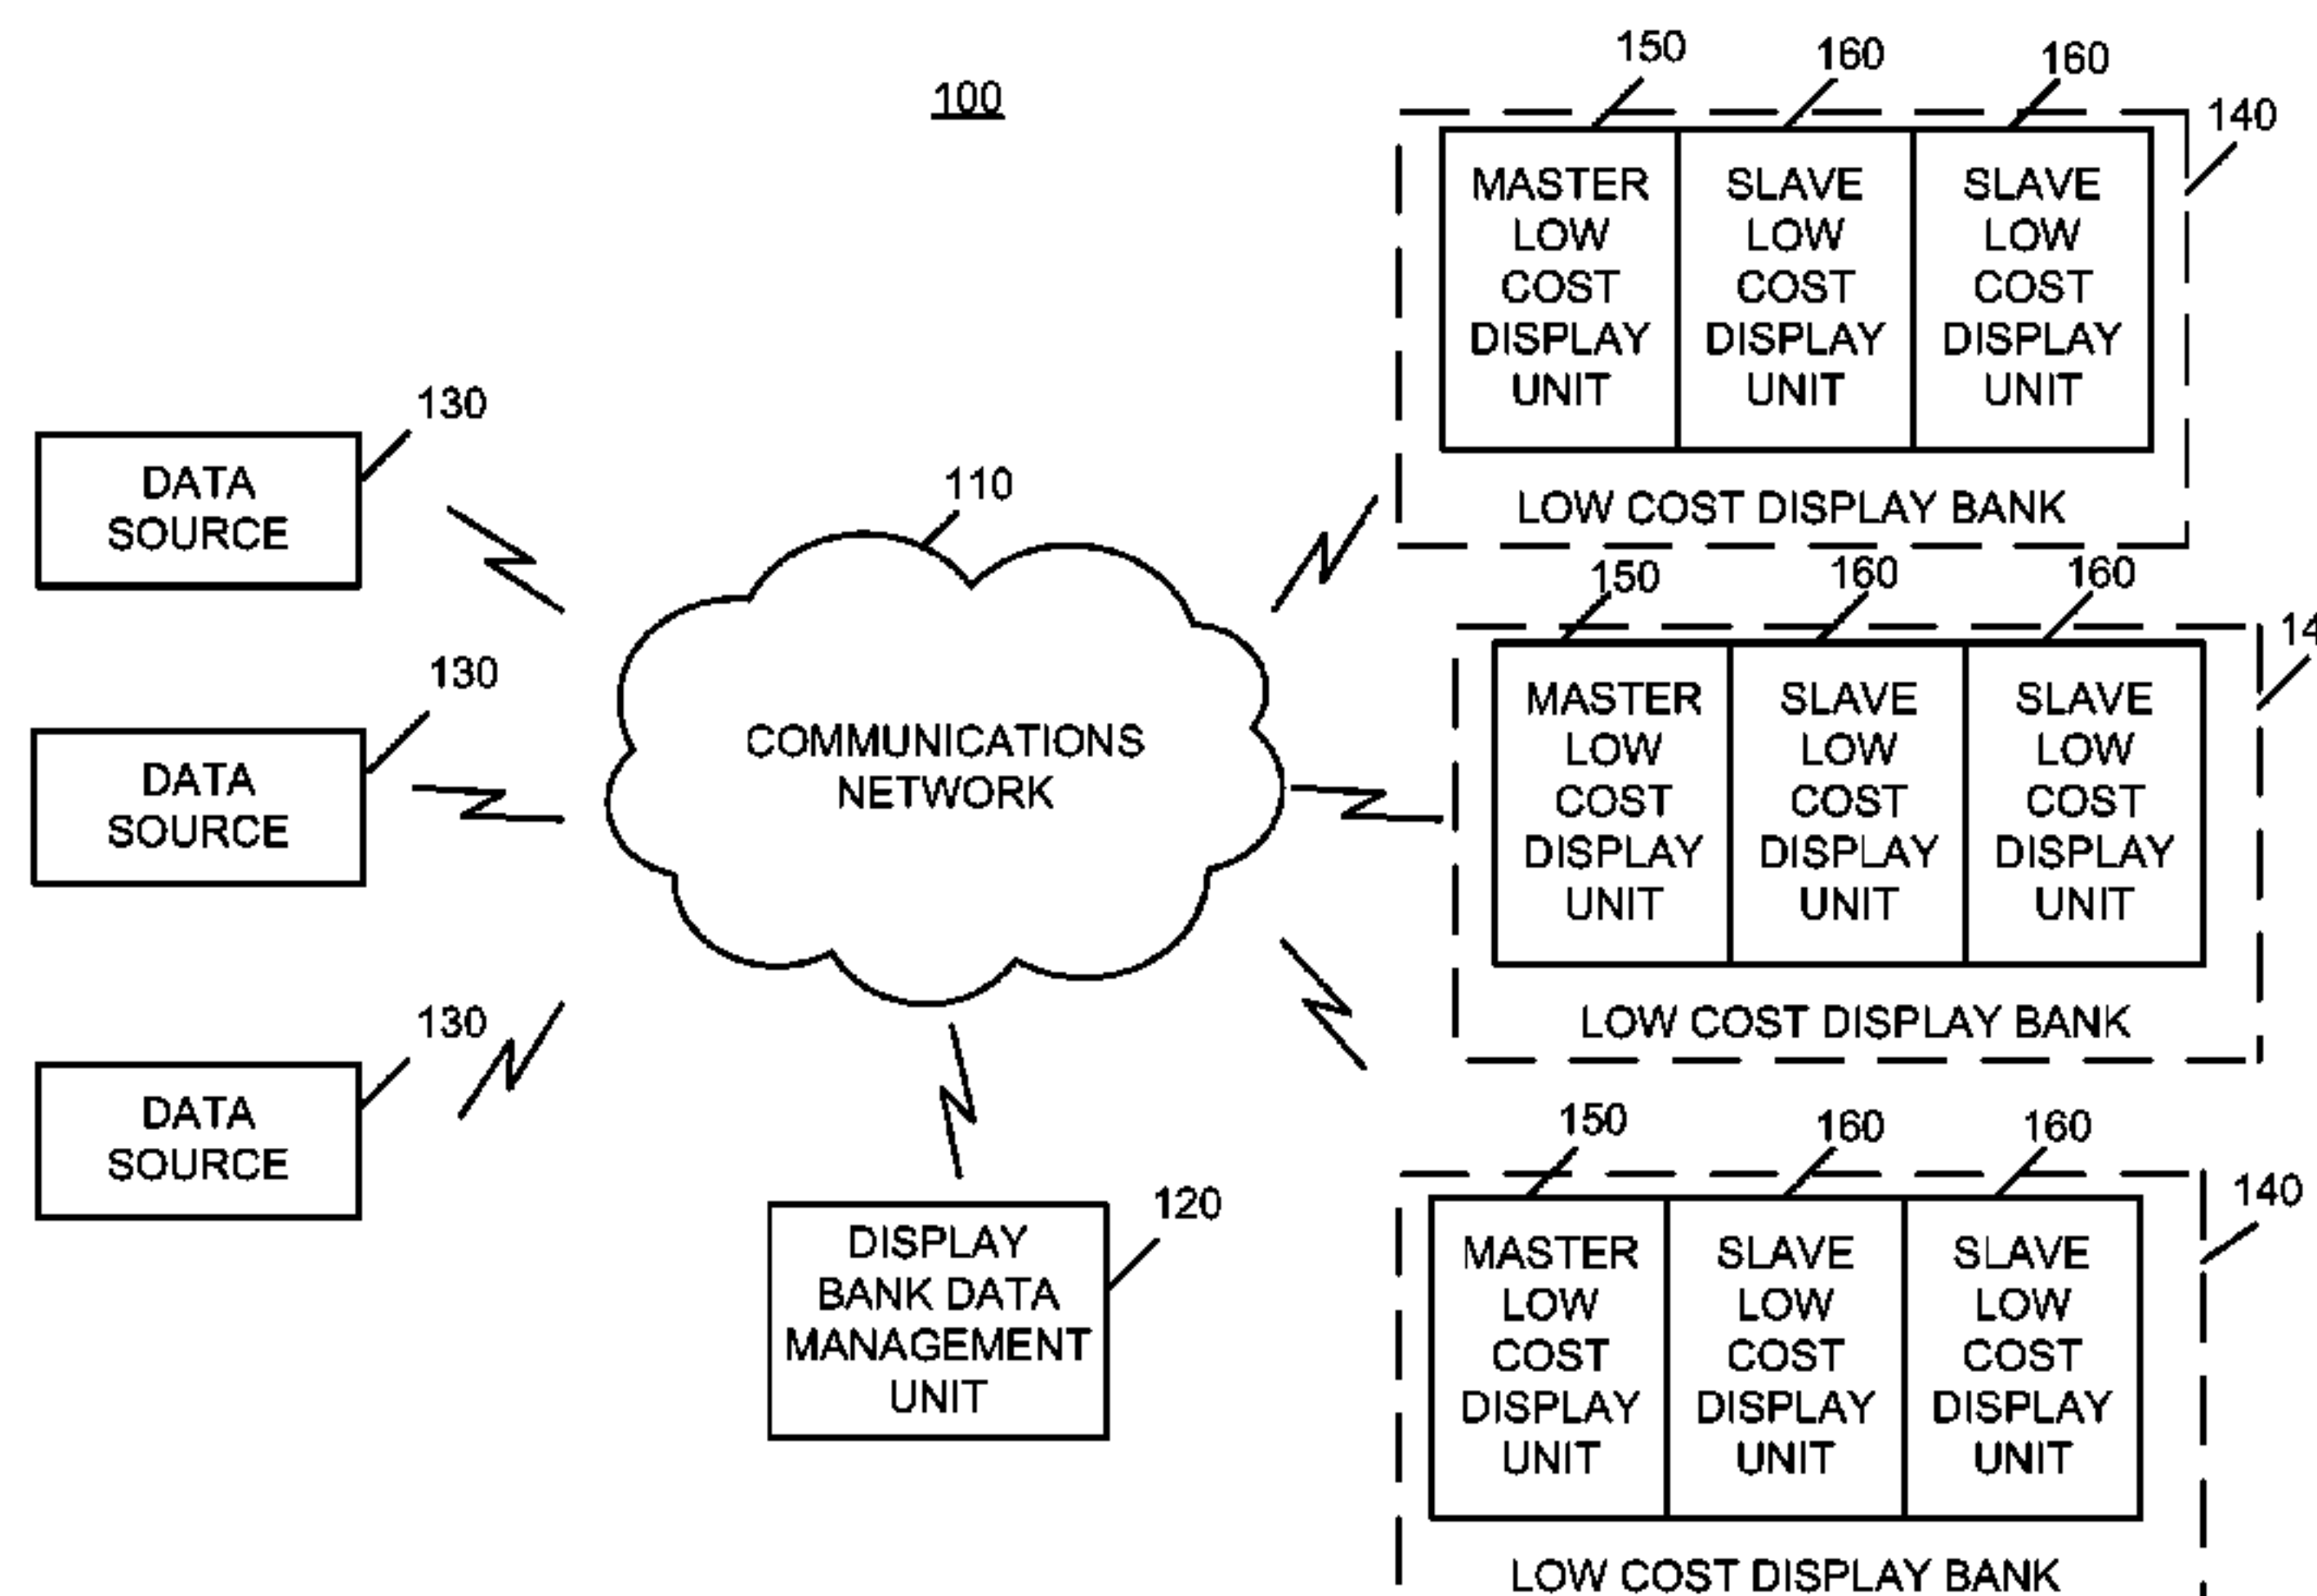 100
150
160
160
140
MASTER
LOW
COST
DISPLAY
UNIT
SLAVE
LOW
COST
DISPLAY
UNIT
SLAVE
LOW
COST
DISPLAY
UNIT
LOW COST DISPLAY BANK
130
DATA
SOURCE
110
COMMUNICATIONS
NETWORK
150
160
160
14
MASTER
LOW
COST
DISPLAY
UNIT
SLAVE
LOW
COST
DISPLAY
UNIT
SLAVE
LOW
COST
DISPLAY
UNIT
LOW COST DISPLAY BANK
130
DATA
SOURCE
130
DATA
SOURCE
120
DISPLAY
BANK DATA
MANAGEMENT
UNIT
150
160
160
140
MASTER
LOW
COST
DISPLAY
UNIT
SLAVE
LOW
COST
DISPLAY
UNIT
SLAVE
LOW
COST
DISPLAY
UNIT
LOW COST DISPLAY BANK